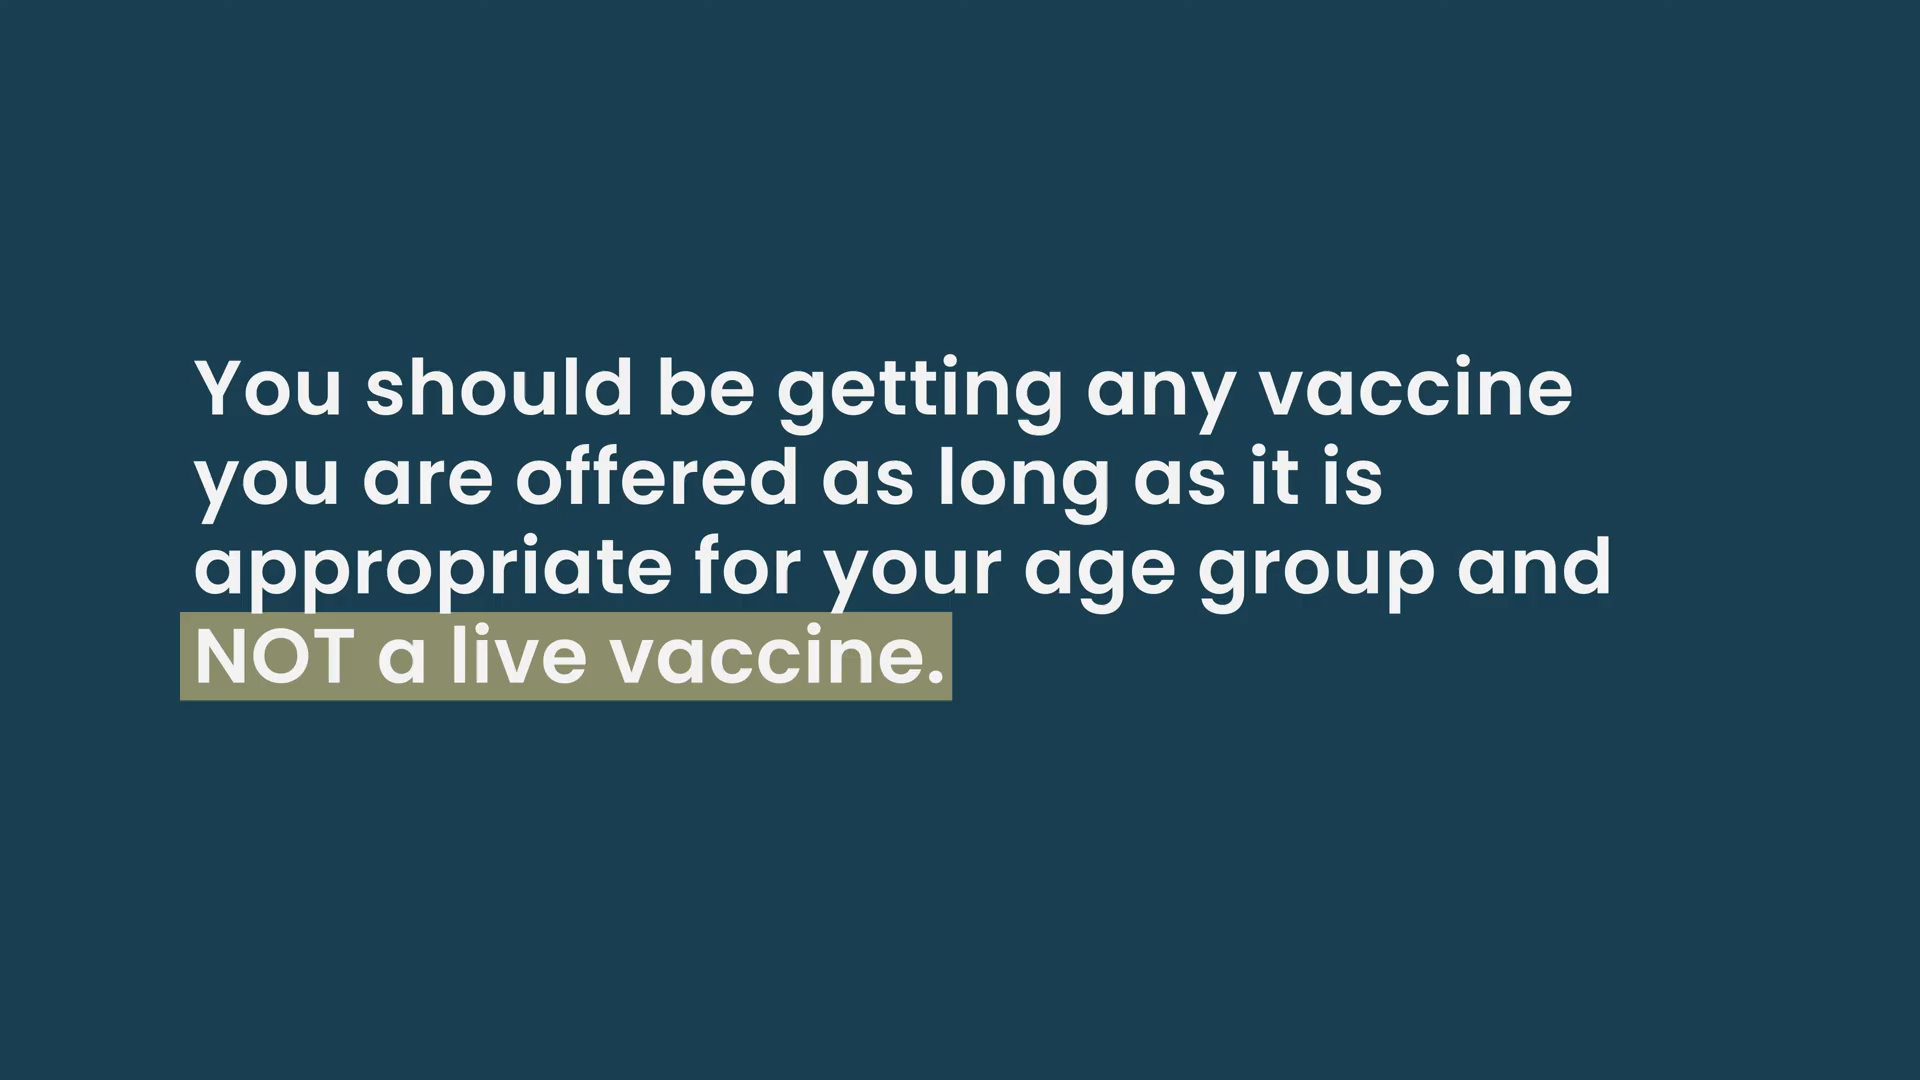 You should be getting any vaccine
you are offered as long as it is
appropriate for your age group and
NOT a live vaccine.